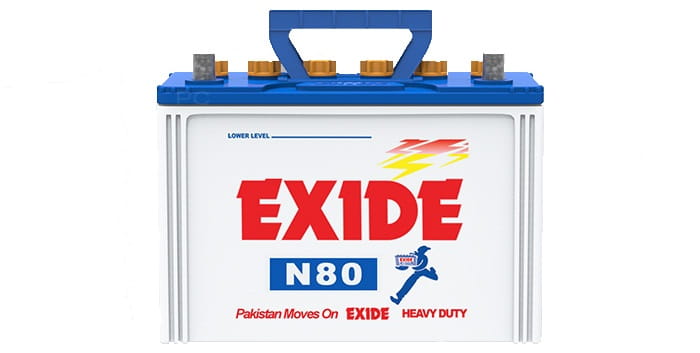 LOWER LEVEL
EXIDE
N80
EXIDE
Pakistan Moves On EXIDE HEAVY DUTY